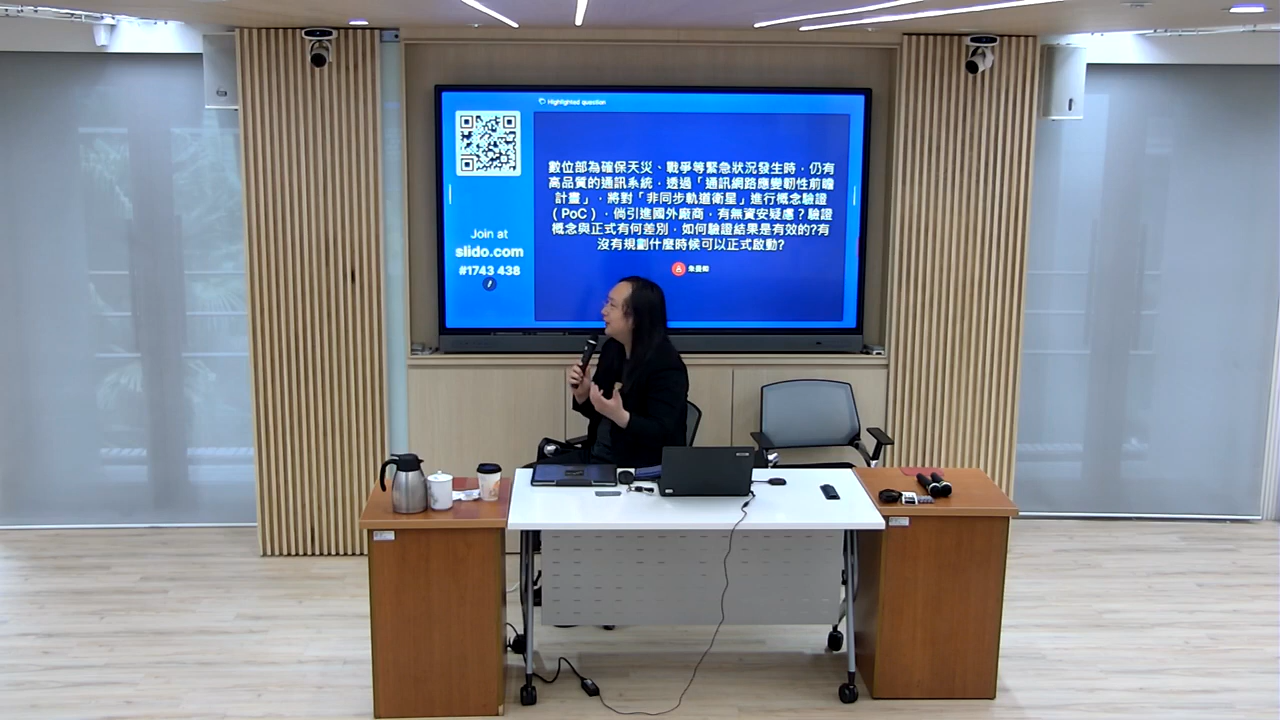 Highlighted question
數位部為確保天災、戰爭等緊急狀況發生時，仍有
高品質的通訊系統，透過「通訊網路應變韌性前瞻
計畫」，將對「非同步軌道衛星」進行概念驗證
（PoC），倘引進國外廠商，有無資安疑慮？驗證
概念與正式有何差別，如何驗證結果是有效的?有
沒有規劃什麼時候可以正式啟動?
Join at
slido.com
#1743 438